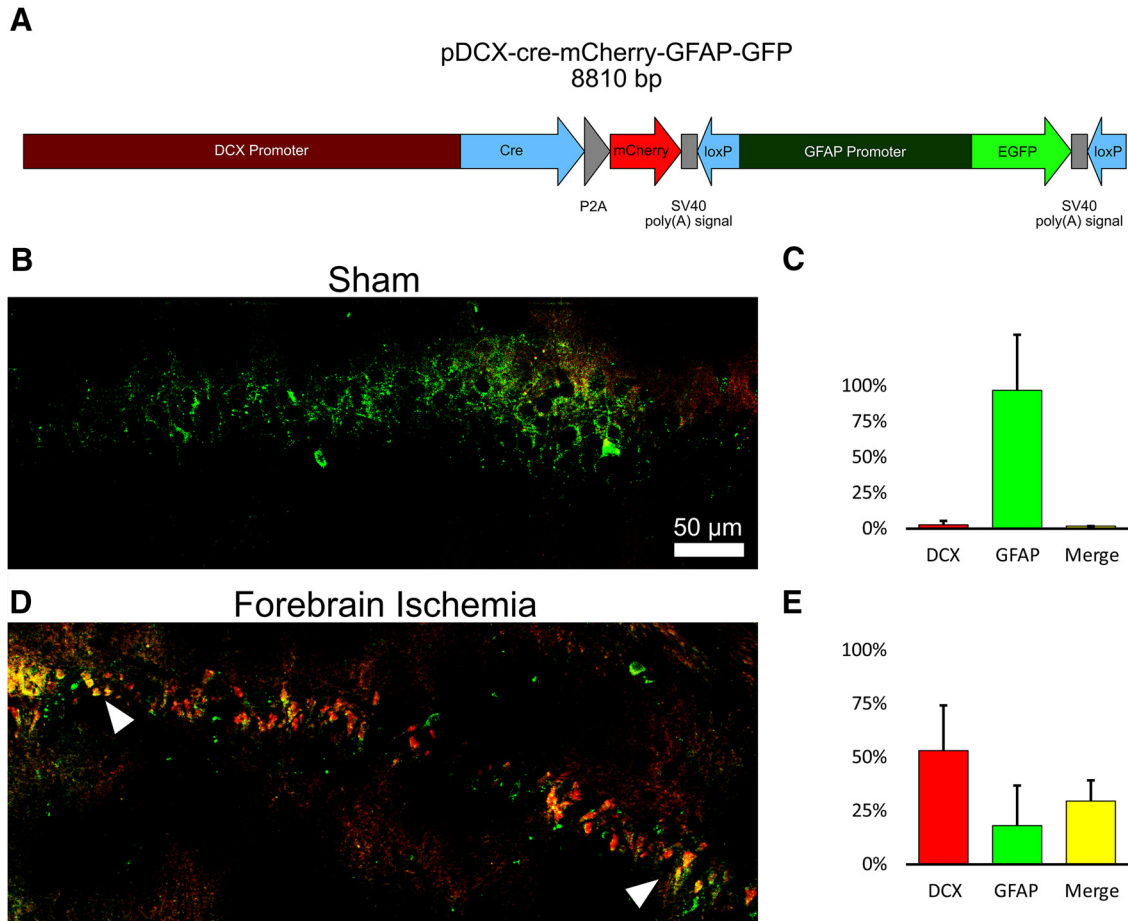 A
pDCX-cre-mCherry-GFAP-GFP
8810 bp
DCX Promoter
Cre
mCherry
loxP
GFAP Promoter
EGFP
loxP
P2A
SV40
poly(A) signal
SV40
poly(A) signal
B
Sham
50 µm
C
100%
75%
50%
25%
0%
DCX
GFAP
Merge
D
Forebrain Ischemia
E
100%
75%
50%
25%
0%
DCX
GFAP
Merge